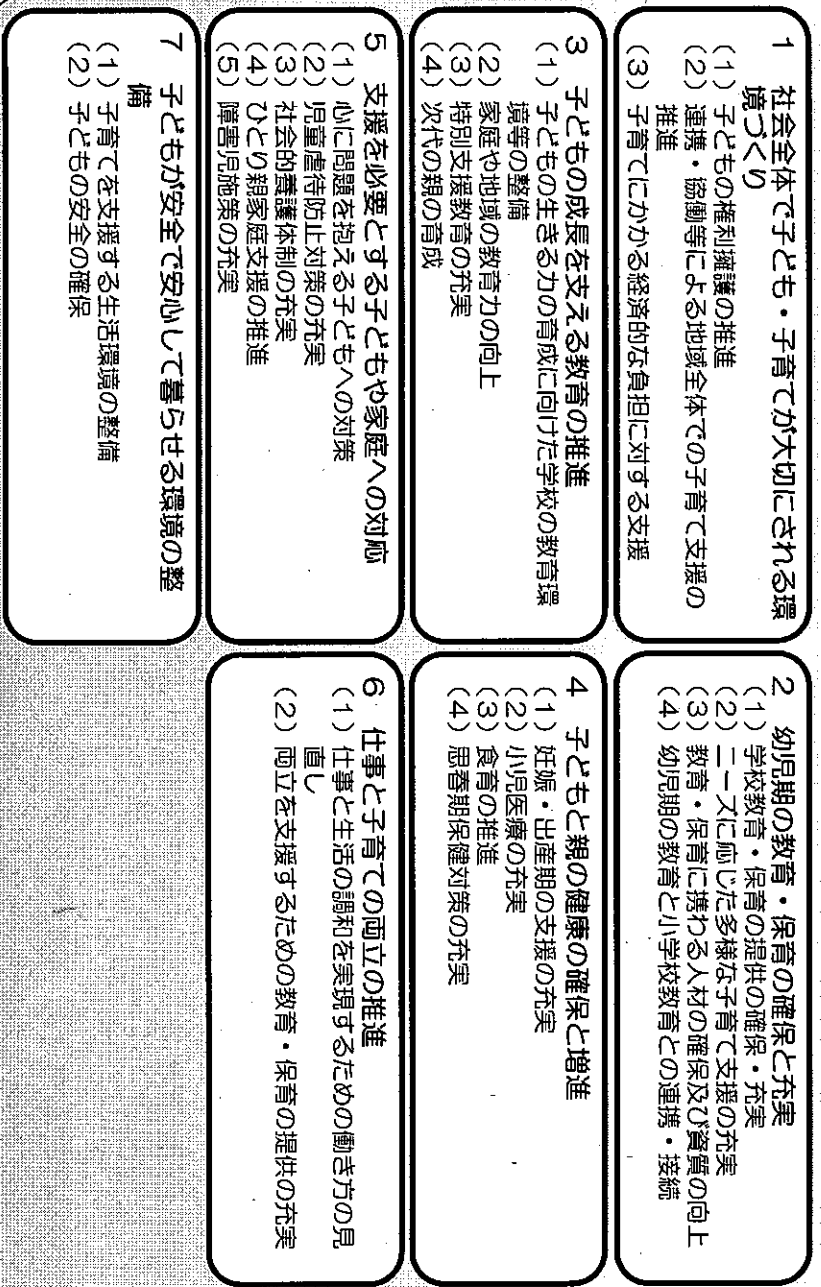 1 社会全体で子ども・子育てが大切にされる環
境づくり
(1) 子どもの権利擁護の推進
(2) 連携・協働等による地域全体での子育て支援の
推進
(3) 子育てにかかる経済的な負担に対する支援
2 幼児期の教育・保育の確保と充実
(1) 学校教育・保育の提供の確保・充実
(2) ニーズに応じた多様な子育て支援の充実
(3) 教育・保育に携わる人材の確保及び資質の向上
(4) 幼児期の教育と小学校教育との連携・接続
3 子どもの成長を支える教育の推進
(1) 子どもの生きる力の育成に向けた学校の教育環
境等の整備
(2) 家庭や地域の教育力の向上
(3) 特別支援教育の充実
(4) 次代の親の育成
4 子どもと親の健康の確保と増進
(1) 妊娠・出産期の支援の充実
(2) 小児医療の充実
(3) 食育の推進
(4) 思春期保健対策の充実
5 支援を必要とする子どもや家庭への対応
(1) 心に問題を抱える子どもへの対策
(2) 児童虐待防止対策の充実
(3) 社会的養護体制の充実
(4) ひとり親家庭支援の推進
(5) 障害児施策の充実
6 仕事と子育ての両立の推進
(1) 仕事と生活の調和を実現するための働き方の見
直し
(2) 両立を支援するための教育・保育の提供の充実
7 子どもが安全で安心して暮らせる環境の整
備
(1) 子育てを支援する生活環境の整備
(2) 子どもの安全の確保